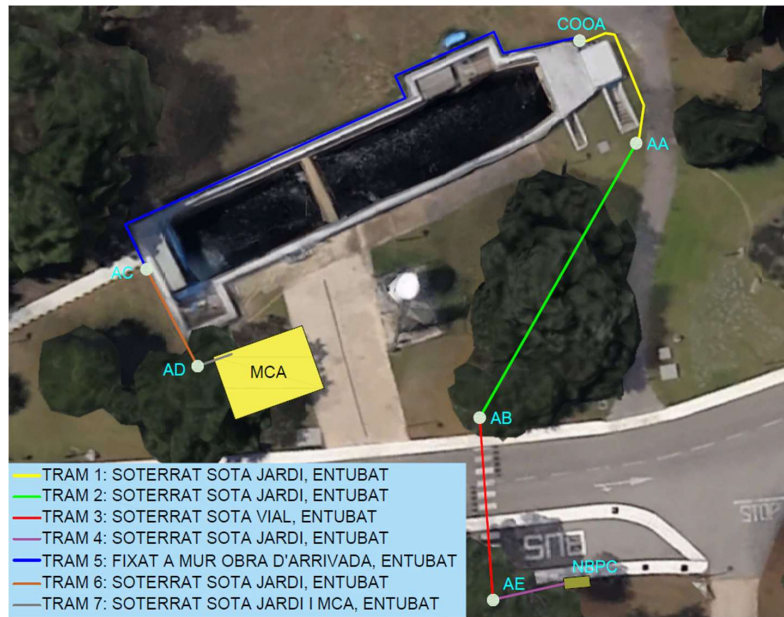 COOA
AA
AC
AD
MCA
AB
TRAM 1: SOTERRAT SOTA JARDI, ENTUBAT
TRAM 2: SOTERRAT SOTA JARDI, ENTUBAT
TRAM 3: SOTERRAT SOTA VIAL, ENTUBAT
TRAM 4: SOTERRAT SOTA JARDI, ENTUBAT
TRAM 5: FIXAT A MUR OBRA D'ARRIVADA, ENTUBAT
TRAM 6: SOTERRAT SOTA JARDI, ENTUBAT
TRAM 7: SOTERRAT SOTA JARDI I MCA, ENTUBAT
STOP
BUS
NBPC
AE